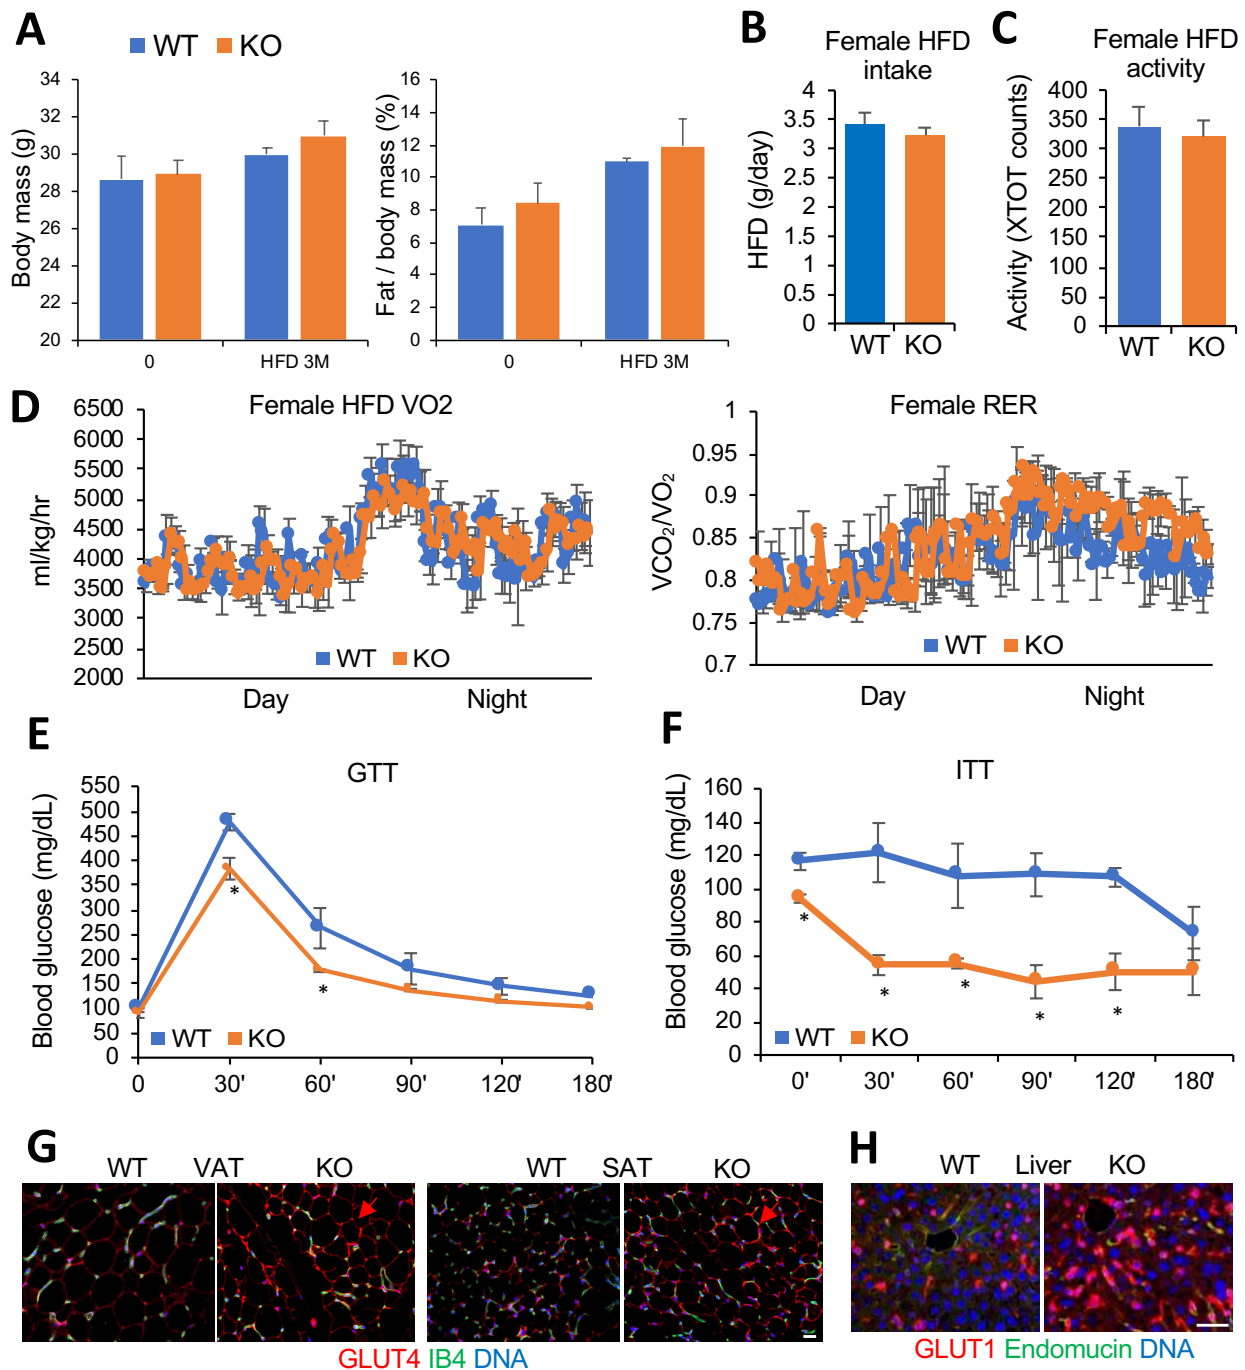 A
WT KO
Body mass (g)
34
32
30
28
26
24
22
20
0 HFD 3M
Fat / body mass (%)
16
14
12
10
8
6
4
2
0
0 HFD 3M
B
Female HFD
intake
HFD (g/day)
4
3.5
3
2.5
2
1.5
1
0.5
0
WT KO
C
Female HFD
activity
Activity (XTOT counts)
400
350
300
250
200
150
100
50
0
WT KO
D
Female HFD VO2
ml/kg/hr
6500
6000
5500
5000
4500
4000
3500
3000
2500
2000
WT KO
Day Night
Female RER
VCO2/VO2
1
0.95
0.9
0.85
0.8
0.75
0.7
WT KO
Day Night
E
GTT
Blood glucose (mg/dL)
550
500
450
400
350
300
250
200
150
100
50
0
* *
WT KO
0 30' 60' 90' 120' 180'
F
ITT
Blood glucose (mg/dL)
160
140
120
100
80
60
40
20
0
* * * * *
WT KO
0' 30' 60' 90' 120' 180'
G
WT VAT KO WT SAT KO
GLUT4 IB4 DNA
H
WT Liver KO
GLUT1 Endomucin DNA